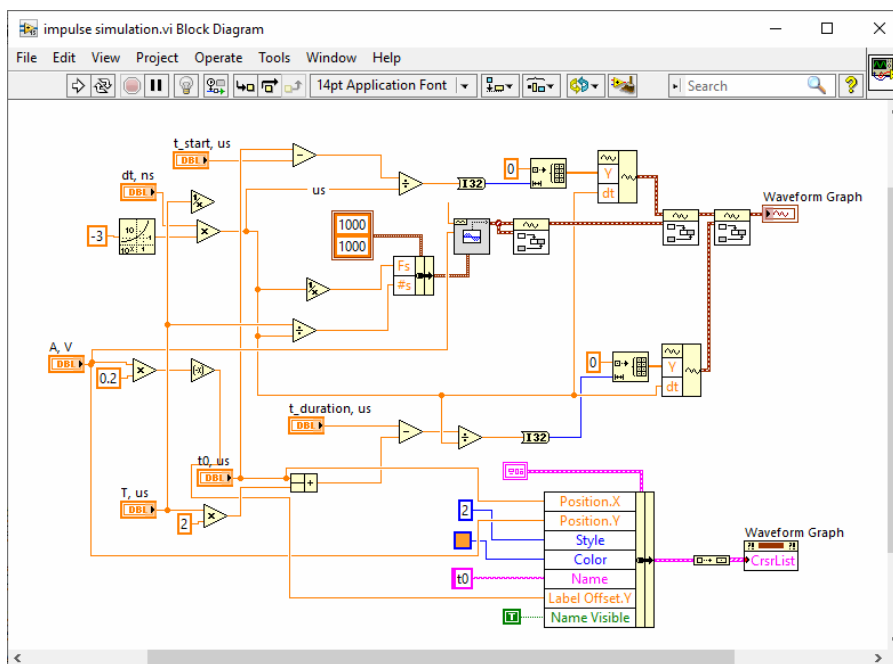 impulse simulation.vi Block Diagram
File Edit View Project Operate Tools Window Help
14pt Application Font
Search
t_start, us
DBL
dt, ns
DBL
us
I32
0
Y
dt
Waveform Graph
-3
10
10
-1
1000
1000
Fs
#s
A, V
DBL
0.2
(-x)
0
Y
dt
t_duration, us
DBL
I32
t0, us
DBL
T, us
DBL
2
Position.X
Position.Y
2
Style
Color
t0
Name
Label Offset.Y
T
Name Visible
Waveform Graph
CrsrList